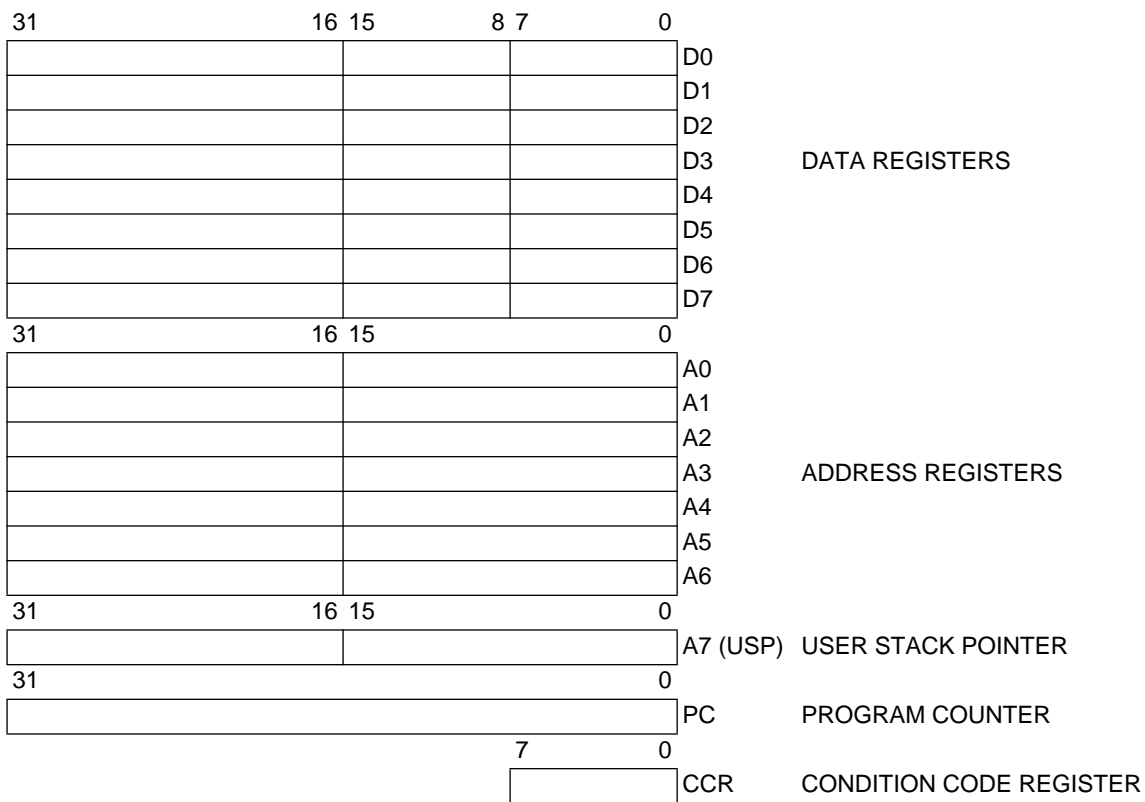 31 16 15 8 7 0
D0
D1
D2
D3 DATA REGISTERS
D4
D5
D6
D7
31 16 15 0
A0
A1
A2
A3 ADDRESS REGISTERS
A4
A5
A6
31 16 15 0
A7 (USP) USER STACK POINTER
31 0
PC PROGRAM COUNTER
7 0
CCR CONDITION CODE REGISTER